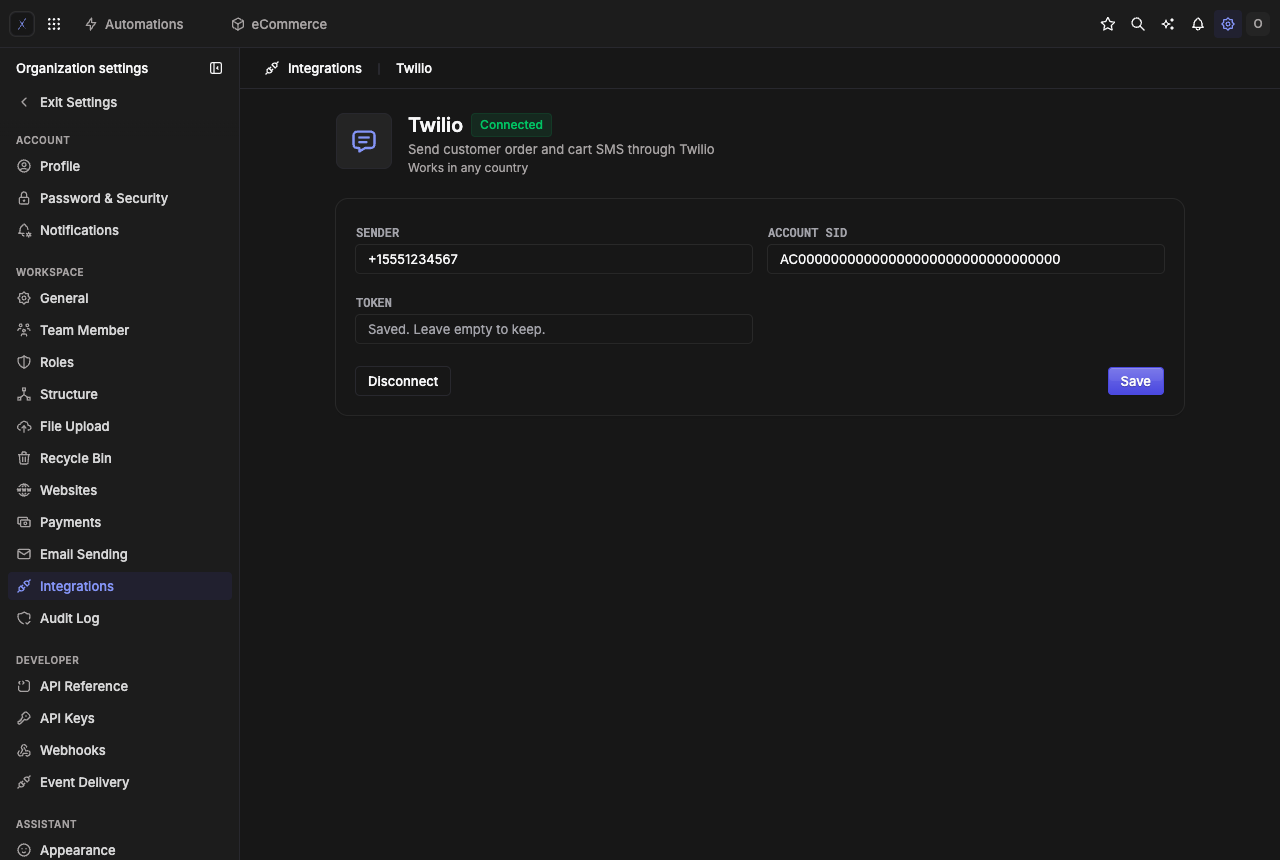 Automations
eCommerce
O
Organization settings
Exit Settings
ACCOUNT
Profile
Password & Security
Notifications
WORKSPACE
General
Team Member
Roles
Structure
File Upload
Recycle Bin
Websites
Payments
Email Sending
Integrations
Audit Log
DEVELOPER
API Reference
API Keys
Webhooks
Event Delivery
ASSISTANT
Appearance
Integrations | Twilio
Twilio Connected
Send customer order and cart SMS through Twilio
Works in any country
SENDER
+15551234567
ACCOUNT SID
AC00000000000000000000000000000000
TOKEN
Saved. Leave empty to keep.
Disconnect
Save